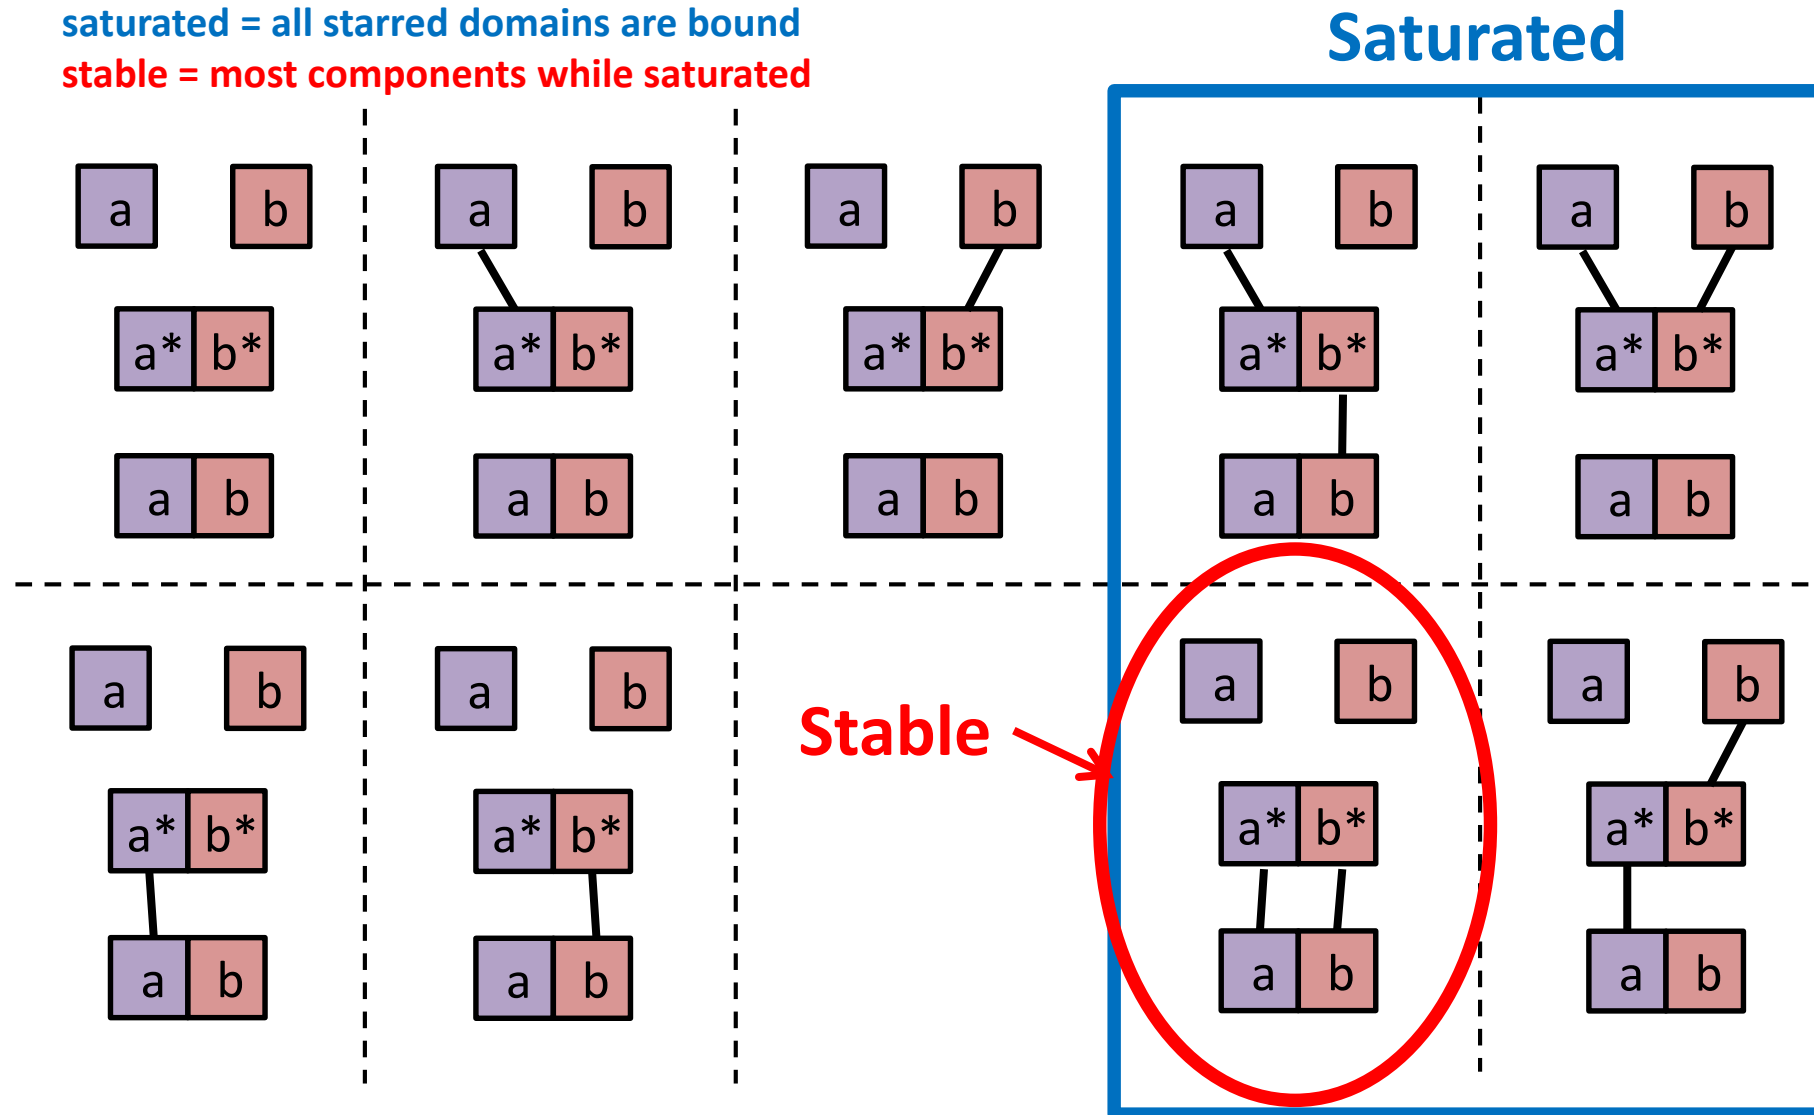 saturated = all starred domains are bound
stable = most components while saturated
Saturated
a b a b a b a b a b
a* b* a* b* a* b* a* b* a* b*
a b a b a b a b a b
Stable
a b a b a b a b
a* b* a* b* a* b* a* b*
a b a b a b a b